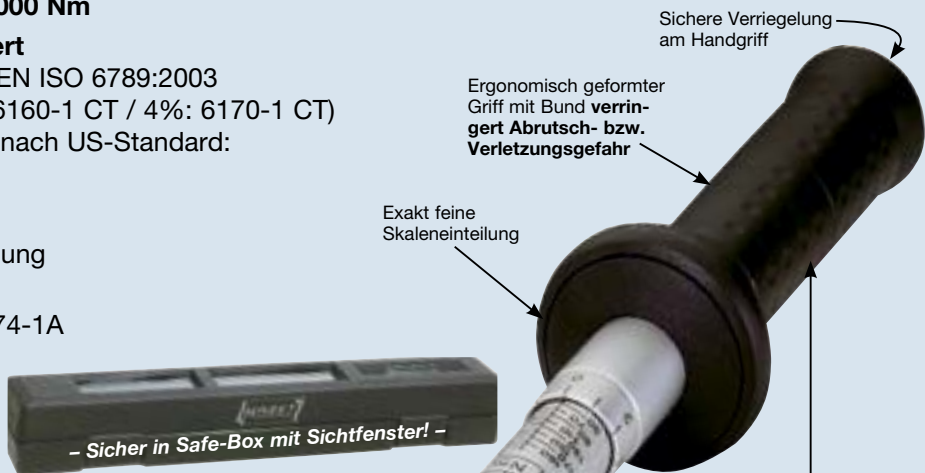 000 Nm
ert
EN ISO 6789:2003
6160-1 CT / 4%: 6170-1 CT)
nach US-Standard:
ung
74-1A
Sichere Verriegelung
am Handgriff
Ergonomisch geformter
Griff mit Bund verrin-
gert Abrutsch- bzw.
Verletzungsgefahr
Exakt feine
Skaleneinteilung
HAZET
– Sicher in Safe-Box mit Sichtfenster! –